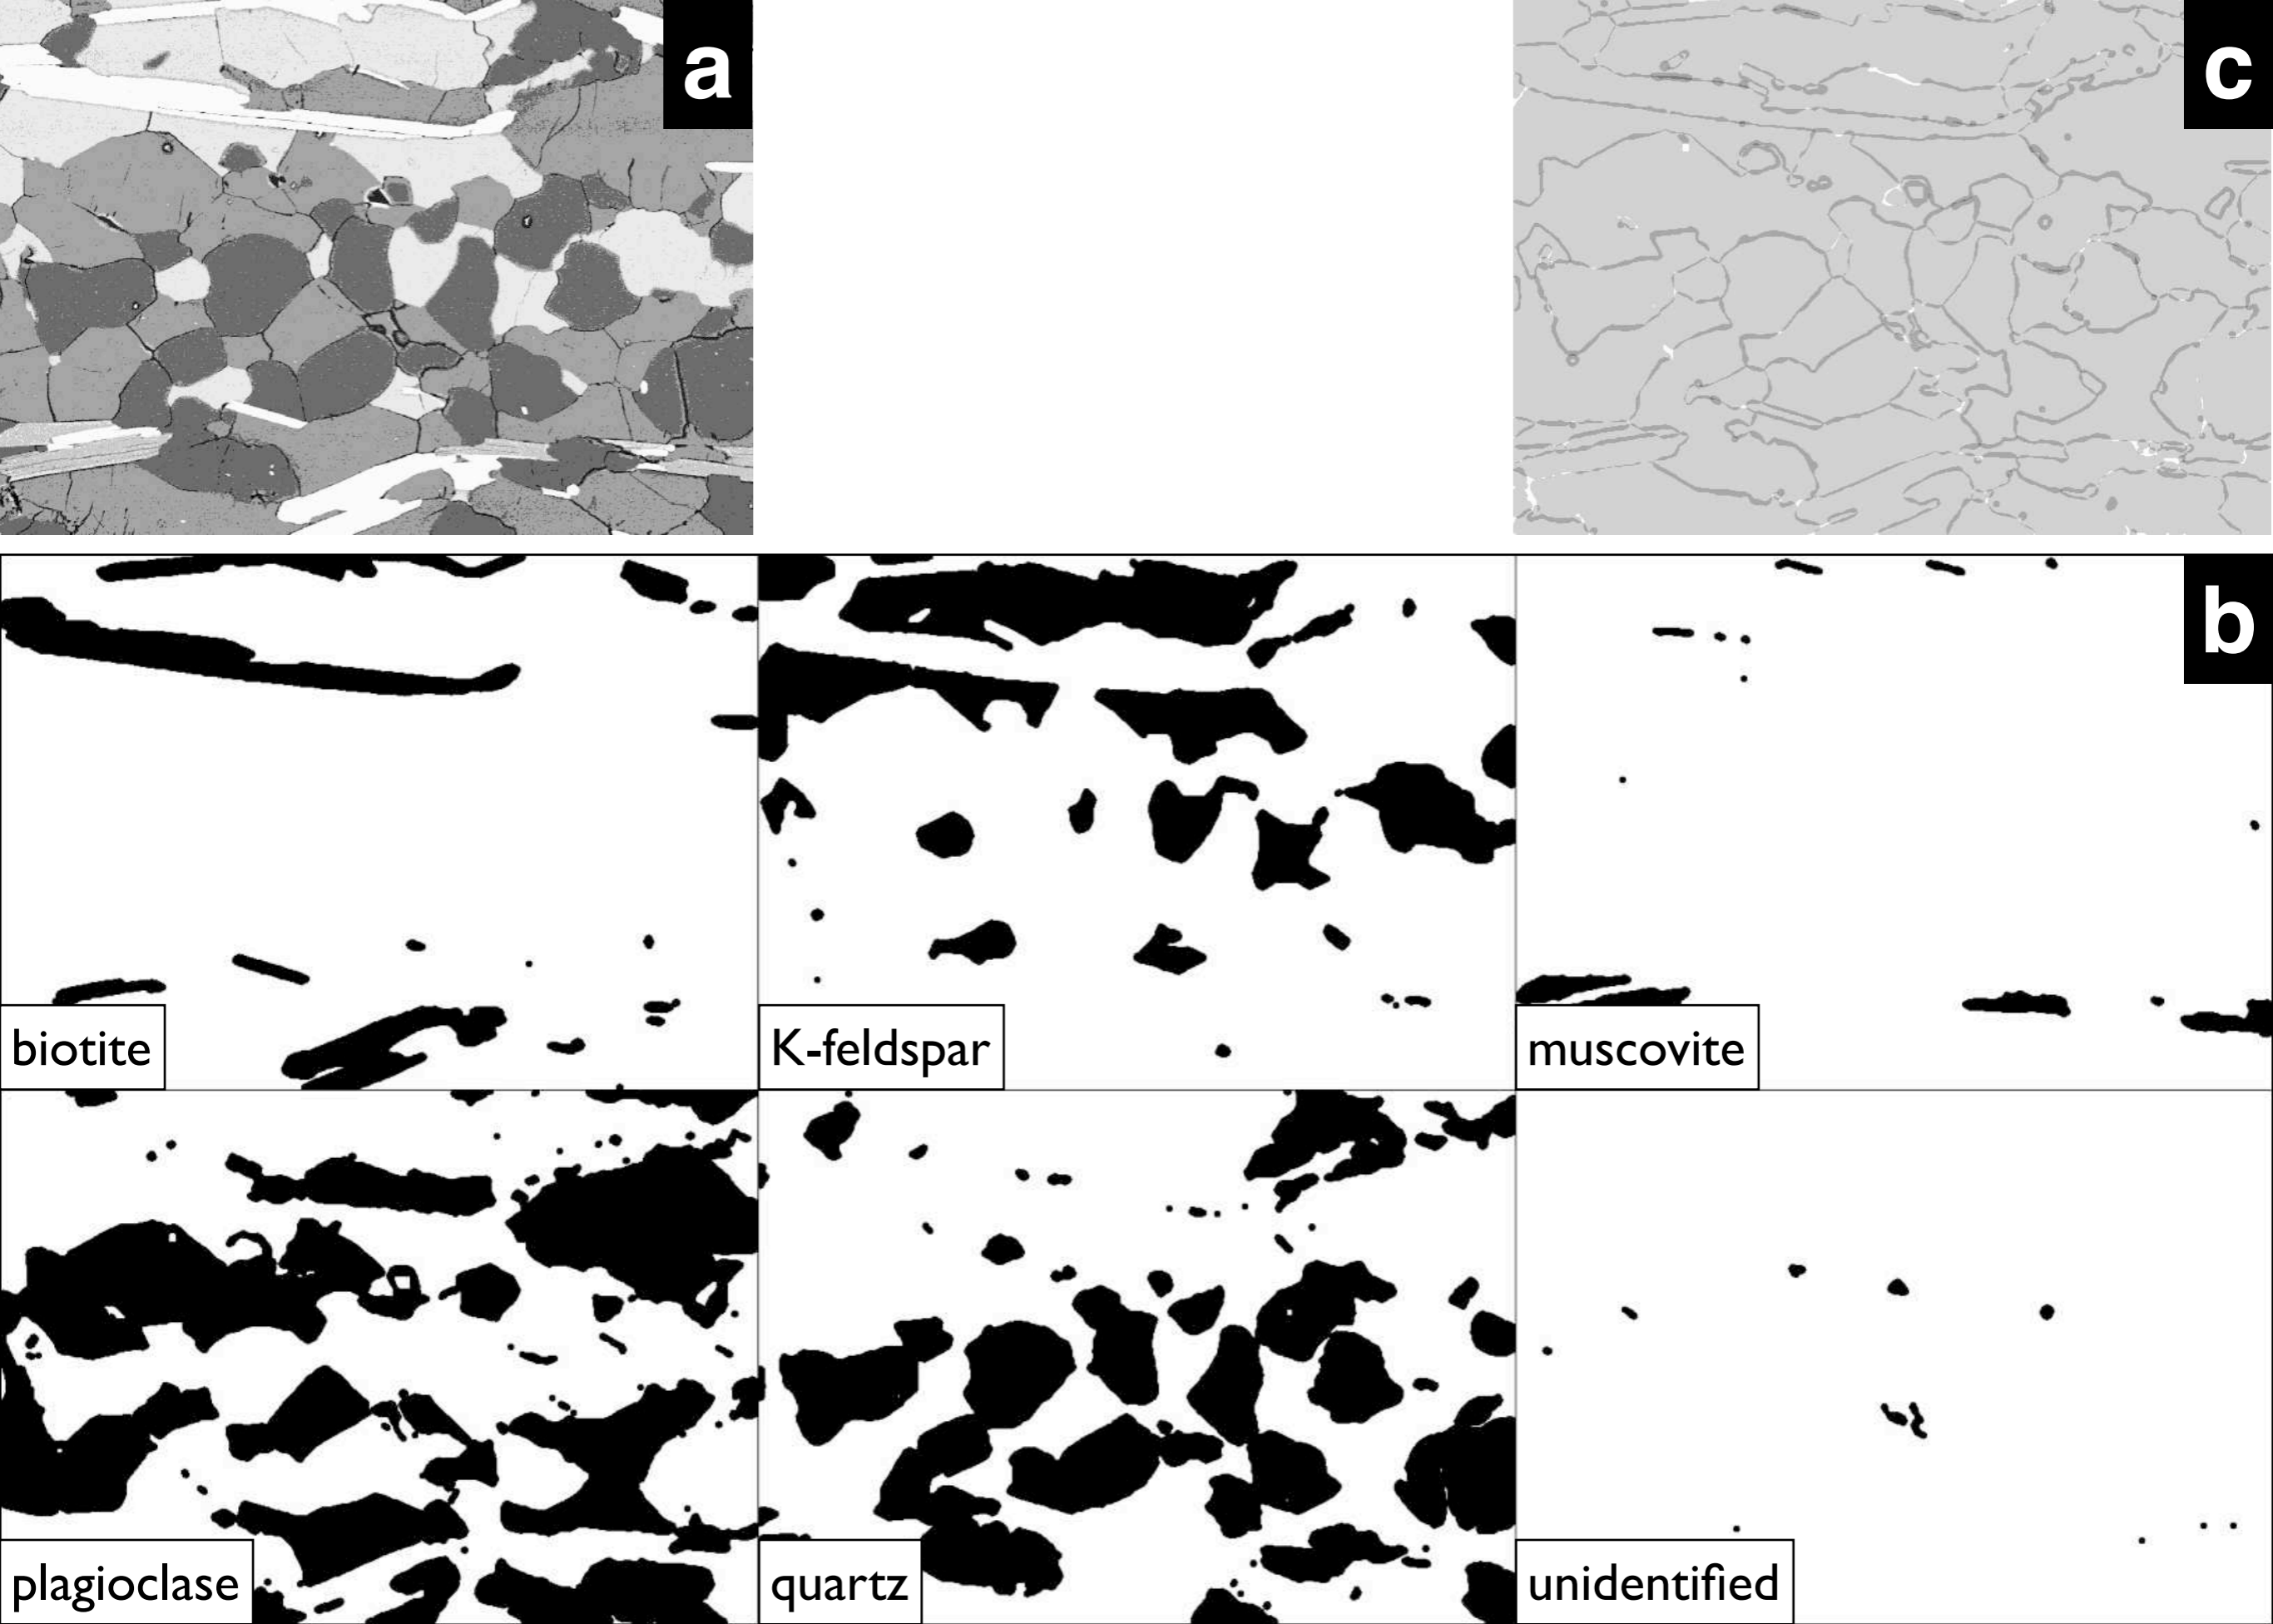 a
c
b
biotite
K-feldspar
muscovite
plagioclase
quartz
unidentified